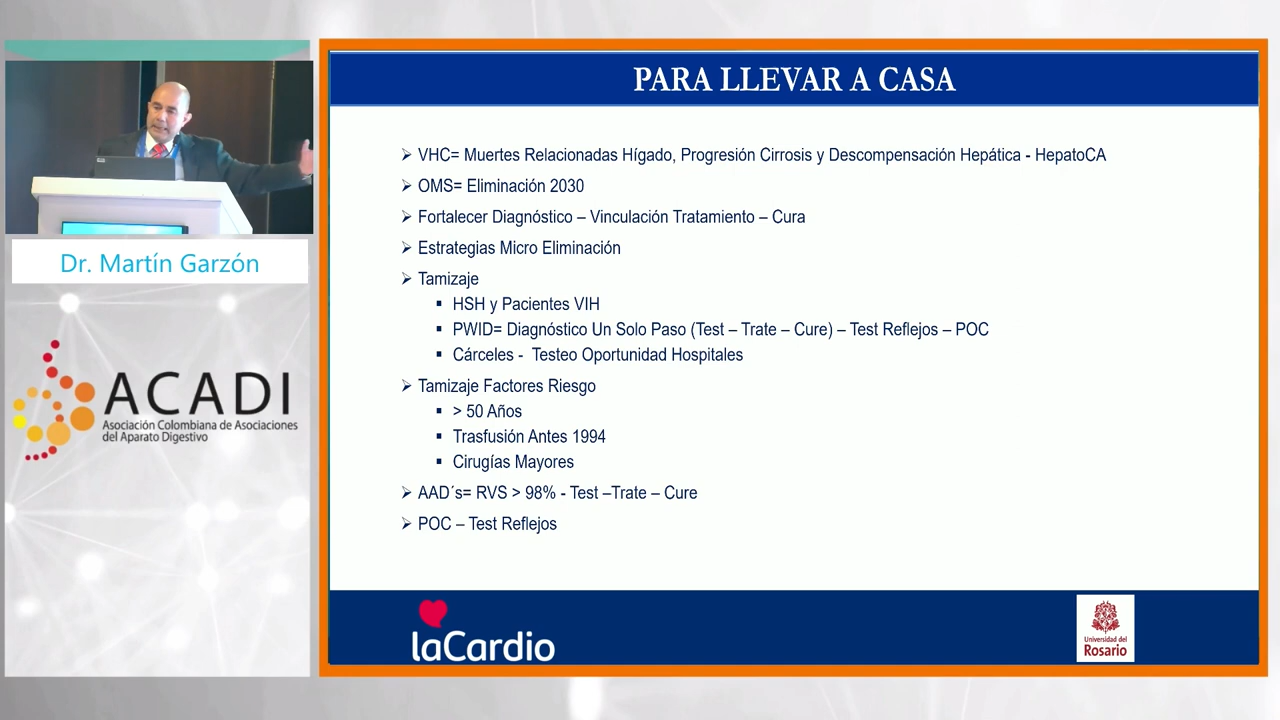 PARA LLEVAR A CASA
Dr. Martín Garzón
ACADI
Asociación Colombiana de Asociaciones
del Aparato Digestivo
➢ VHC= Muertes Relacionadas Hígado, Progresión Cirrosis y Descompensación Hepática - HepatoCA
➢ OMS= Eliminación 2030
➢ Fortalecer Diagnóstico – Vinculación Tratamiento – Cura
➢ Estrategias Micro Eliminación
➢ Tamizaje
▪ HSH y Pacientes VIH
▪ PWID= Diagnóstico Un Solo Paso (Test – Trate – Cure) – Test Reflejos – POC
▪ Cárceles - Testeo Oportunidad Hospitales
➢ Tamizaje Factores Riesgo
▪ > 50 Años
▪ Trasfusión Antes 1994
▪ Cirugías Mayores
➢ AAD´s= RVS > 98% - Test –Trate – Cure
➢ POC – Test Reflejos
laCardio
Universidad del
Rosario